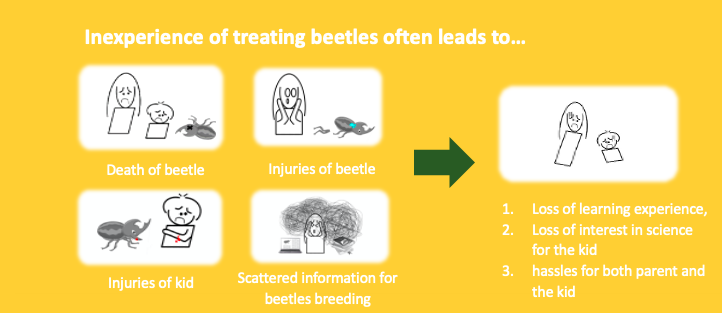 Inexperience of treating beetles often leads to…
Death of beetle
Injuries of beetle
Injuries of kid
Scattered information for
beetles breeding
1. Loss of learning experience,
2. Loss of interest in science
for the kid
3. hassles for both parent and
the kid